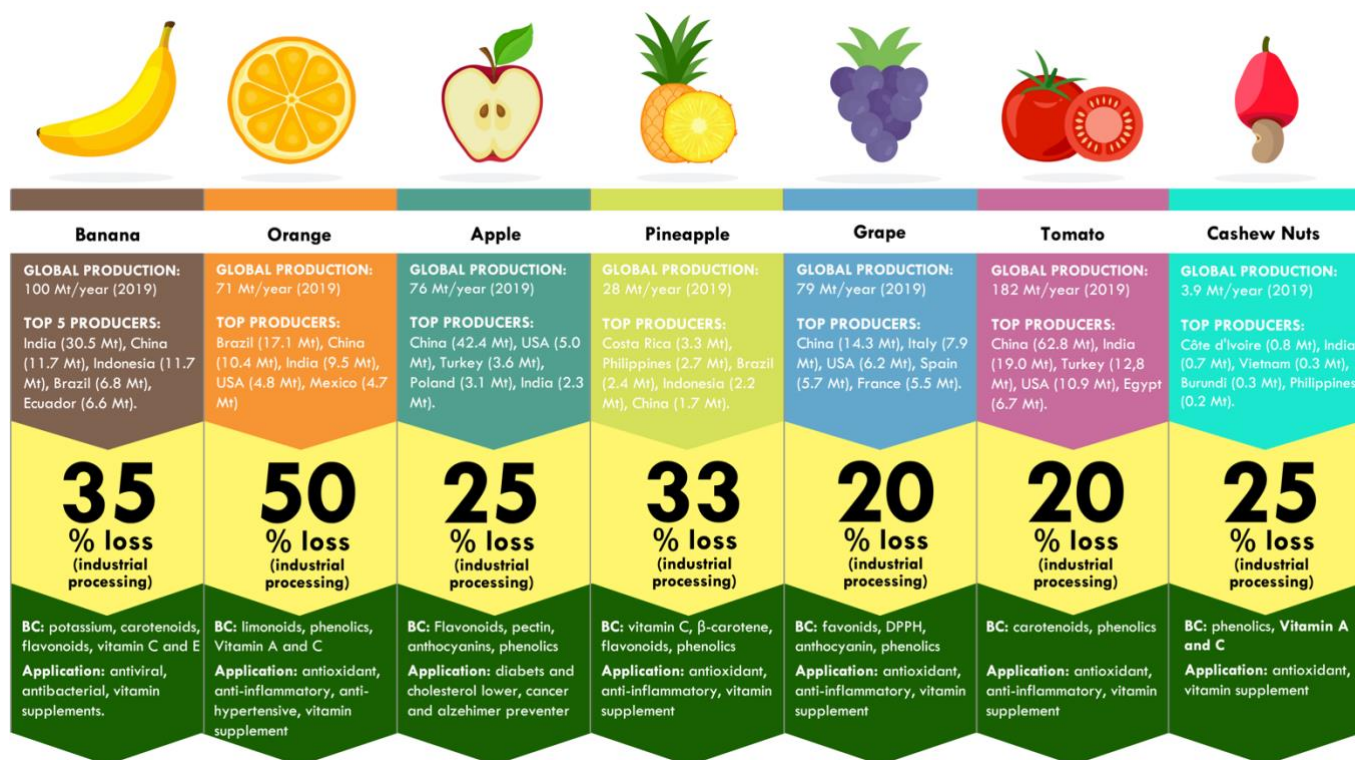 Banana
GLOBAL PRODUCTION:
100 Mt/year (2019)
TOP 5 PRODUCERS:
India (30.5 mt), China
(11.7 Mt), Indonesia (11.7
Mt), Brazil (6.8 Mt),
Ecuador (6.6 Mt).
35
% loss
(industrial
processing)
BC: potassium, carotenoids,
flavonoids, vitamin C and E
Application: antiviral,
antibacterial, vitamin
supplements.
Orange
GLOBAL PRODUCTION:
71 Mt/year (2019)
TOP PRODUCERS:
Brazil (17.1 mt), China
(10.4 Mt), India (9.5 Mt),
USA (4.8 Mt), Mexico (4.7
Mt)
50
% loss
(industrial
processing)
BC: limonoids, phenolics,
Vitamin A and C
Application: antioxidant,
anti-inflammatory, anti-
hypertensive, vitamin
supplement
Apple
GLOBAL PRODUCTION:
76 Mt/year (2019)
TOP PRODUCERS:
China (42.4 mt), USA (5.0
Mt), Turkey (3.6 Mt),
Poland (3.1 Mt), India (2.3
Mt).
25
% loss
(industrial
processing)
BC: Flavonoids, pectin,
anthocyanins, phenolics
Application: diabets and
cholesterol lower, cancer
and alzehimer preventer
Pineapple
GLOBAL PRODUCTION:
28 Mt/year (2019)
TOP PRODUCERS:
Costa Rica (3.3 Mt),
Philippines (2.7 Mt), Brazil
(2.4 Mt), Indonesia (2.2
Mt), China (1.7 Mt).
33
% loss
(industrial
processing)
BC: vitamin C, β-carotene,
flavonoids, phenolics
Application: antioxidant,
anti-inflammatory, vitamin
supplement
Grape
GLOBAL PRODUCTION:
79 Mt/year (2019)
TOP PRODUCERS:
China (14.3 mt), Italy (7.9
Mt), USA (6.2 Mt), Spain
(5.7 Mt), France (5.5 Mt).
20
% loss
(industrial
processing)
BC: favonids, DPPH,
anthocyanin, phenolics
Application: antioxidant,
anti-inflammatory, vitamin
supplement
Tomato
GLOBAL PRODUCTION:
182 Mt/year (2019)
TOP PRODUCERS:
China (62.8 mt), India
(19.0 Mt), Turkey (12,8
Mt), USA (10.9 Mt), Egypt
(6.7 Mt).
20
% loss
(industrial
processing)
BC: carotenoids, phenolics
Application: antioxidant,
anti-inflammatory, vitamin
supplement
Cashew Nuts
GLOBAL PRODUCTION:
3.9 Mt/year (2019)
TOP PRODUCERS:
Côte d'Ivoire (0.8 Mt), India
(0.7 Mt), Vietnam (0.3 Mt),
Burundi (0.3 Mt), Philippines
(0.2 Mt).
25
% loss
(industrial
processing)
BC: phenolics, Vitamin A
and C
Application: antioxidant,
vitamin supplement